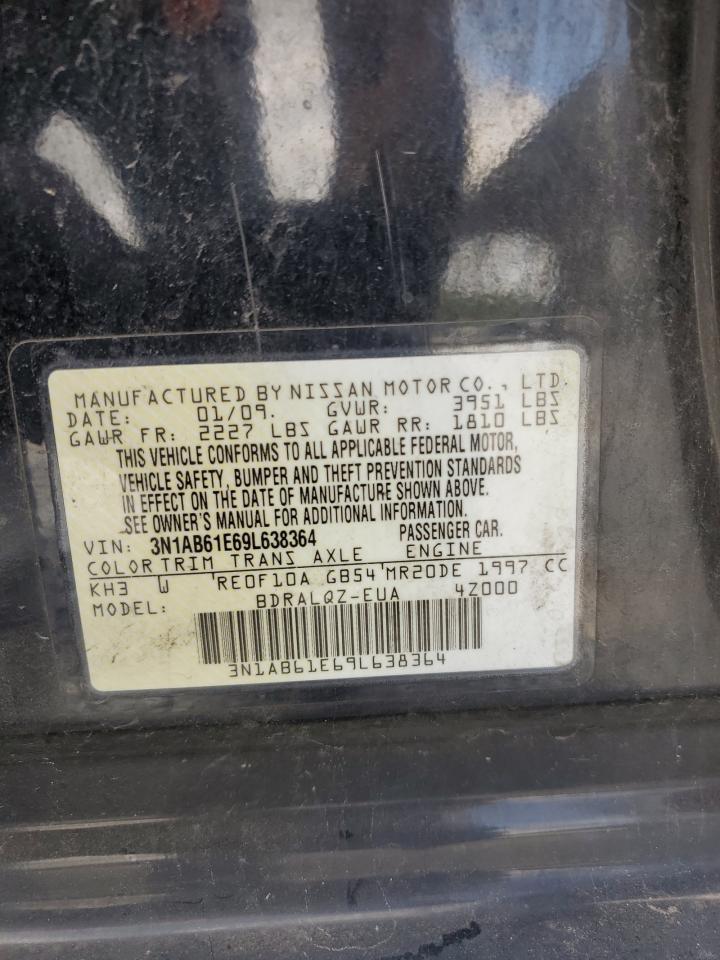 MANUFACTURED BY NISSAN MOTOR CO., LTD.
DATE: 01/09. GVWR: 3951 LBS
GAWR FR: 2227 LBS GAWR RR: 1810 LBS
THIS VEHICLE CONFORMS TO ALL APPLICABLE FEDERAL MOTOR,
VEHICLE SAFETY, BUMPER AND THEFT PREVENTION STANDARDS
IN EFFECT ON THE DATE OF MANUFACTURE SHOWN ABOVE.
SEE OWNER'S MANUAL FOR ADDITIONAL INFORMATION.
VIN: 3N1AB61E69L638364 PASSENGER CAR.
COLOR TRIM TRANS AXLE ENGINE
KH3 W RE0F10A GB54 MR20DE 1997 CC
MODEL: BDRALQZ-EUA 4Z000
3N1AB61E69L638364